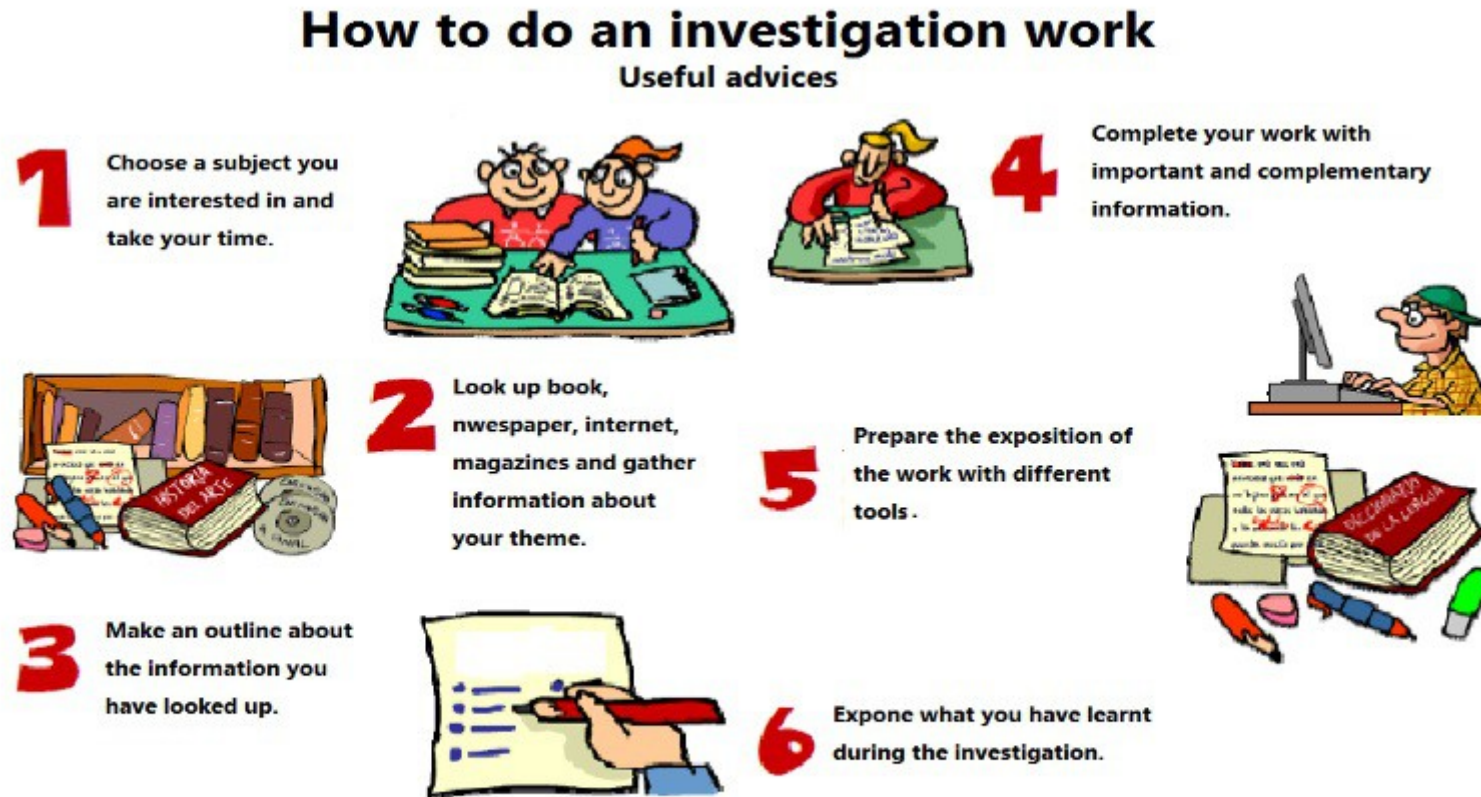 How to do an investigation work
Useful advices
1
Choose a subject you
are interested in and
take your time.
2
Look up book,
nwespaper, internet,
magazines and gather
information about
your theme.
HISTORIA
DEL ARTE
3
Make an outline about
the information you
have looked up.
4
Complete your work with
important and complementary
information.
5
Prepare the exposition of
the work with different
tools.
DICCIONARIO
DE LA LENGUA
6
Expone what you have learnt
during the investigation.